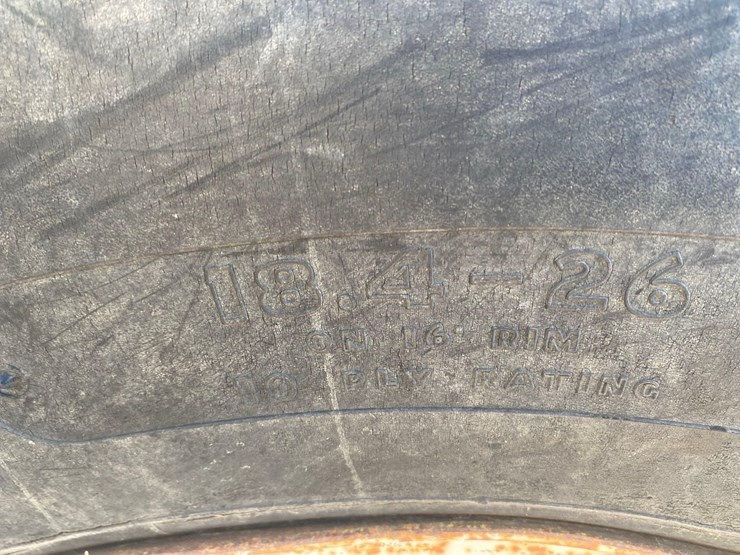 18.4-26
ON 16" RIM
10 PLY RATING